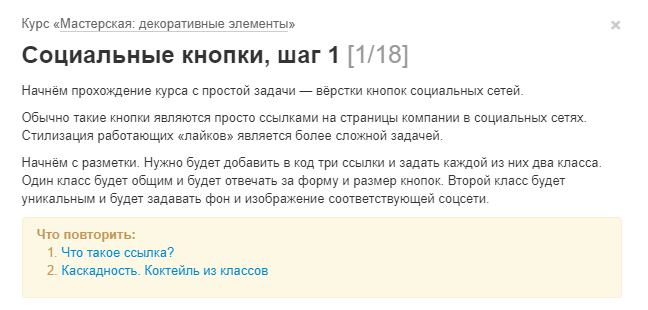 Курс «Мастерская: декоративные элементы»
×
Социальные кнопки, шаг 1 [1/18]
Начнём прохождение курса с простой задачи — вёрстки кнопок социальных сетей.
Обычно такие кнопки являются просто ссылками на страницы компании в социальных сетях.
Стилизация работающих «лайков» является более сложной задачей.
Начнём с разметки. Нужно будет добавить в код три ссылки и задать каждой из них два класса.
Один класс будет общим и будет отвечать за форму и размер кнопок. Второй класс будет
уникальным и будет задавать фон и изображение соответствующей соцсети.
Что повторить:
1. Что такое ссылка?
2. Каскадность. Коктейль из классов